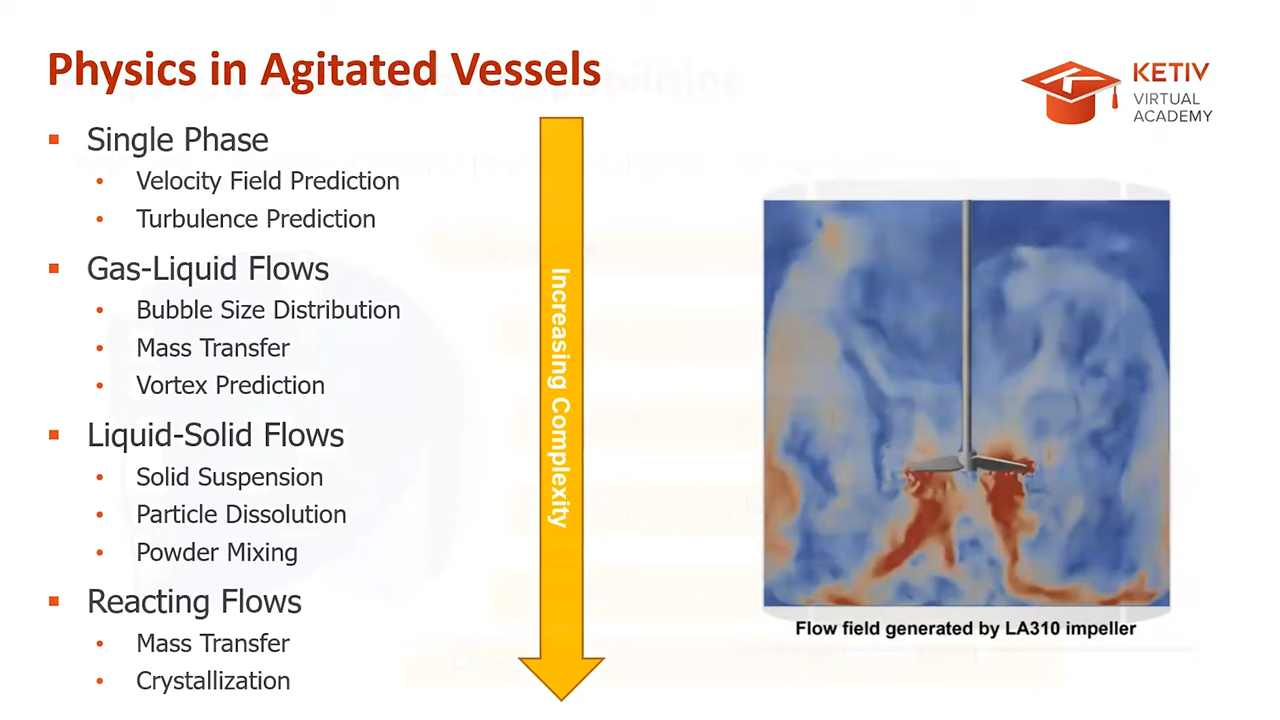 Physics in Agitated Vessels
KETIV
VIRTUAL
ACADEMY
Single Phase
Velocity Field Prediction
Turbulence Prediction
Gas-Liquid Flows
Bubble Size Distribution
Mass Transfer
Vortex Prediction
Liquid-Solid Flows
Solid Suspension
Particle Dissolution
Powder Mixing
Reacting Flows
Mass Transfer
Crystallization
Increasing Complexity
Flow field generated by LA310 impeller